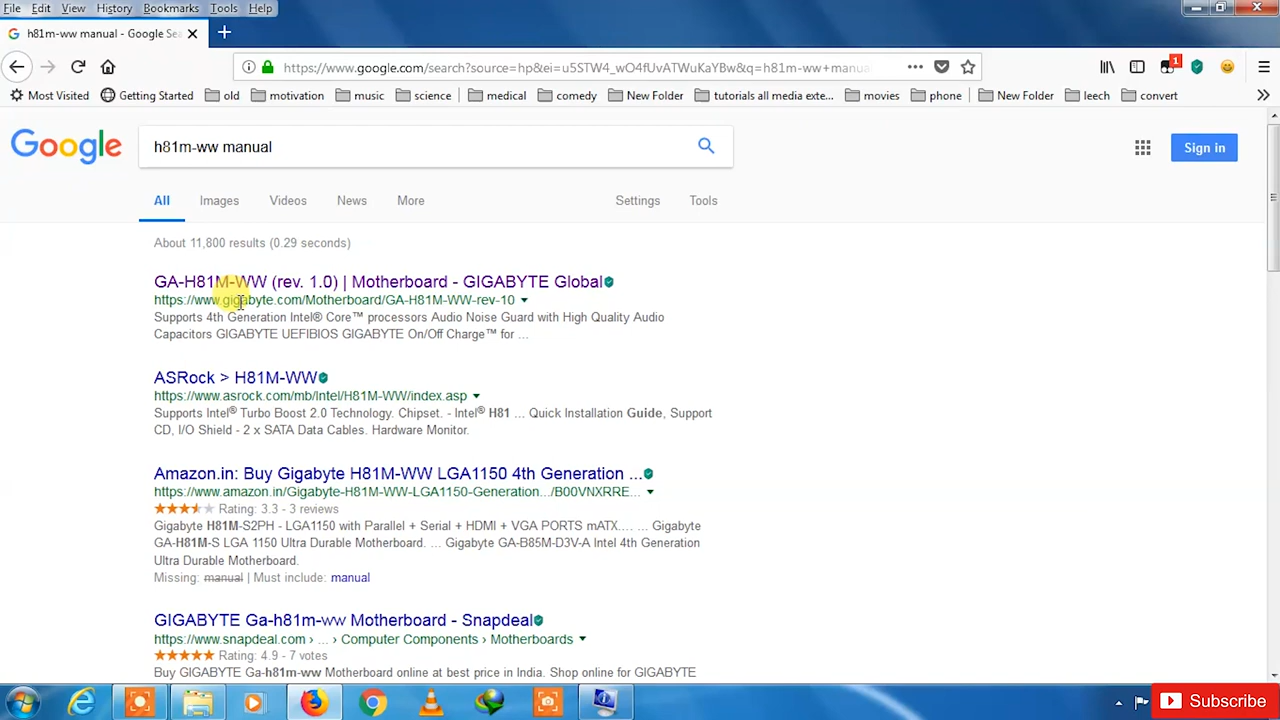 File Edit View History Bookmarks Tools Help
h81m-ww manual - Google Sea
https://www.google.com/search?source=hp&ei=u5STW4_wO4fUvATWuKaYBw&q=h81m-ww+manua
1
Most Visited Getting Started old motivation music science medical comedy New Folder tutorials all media exte... movies phone New Folder leech convert
Google
h81m-ww manual
Sign in
All Images Videos News More Settings Tools
About 11,800 results (0.29 seconds)
GA-H81M-WW (rev. 1.0) | Motherboard - GIGABYTE Global
https://www.gigabyte.com/Motherboard/GA-H81M-WW-rev-10
Supports 4th Generation Intel® Core™ processors Audio Noise Guard with High Quality Audio
Capacitors GIGABYTE UEFIBIOS GIGABYTE On/Off Charge™ for ...
ASRock > H81M-WW
https://www.asrock.com/mb/Intel/H81M-WW/index.asp
Supports Intel® Turbo Boost 2.0 Technology. Chipset. - Intel® H81 ... Quick Installation Guide, Support
CD, I/O Shield - 2 x SATA Data Cables. Hardware Monitor.
Amazon.in: Buy Gigabyte H81M-WW LGA1150 4th Generation ...
https://www.amazon.in/Gigabyte-H81M-WW-LGA1150-Generation.../B00VNXRRE...
Rating: 3.3 - 3 reviews
Gigabyte H81M-S2PH - LGA1150 with Parallel + Serial + HDMI + VGA PORTS mATX.... ... Gigabyte
GA-H81M-S LGA 1150 Ultra Durable Motherboard. ... Gigabyte GA-B85M-D3V-A Intel 4th Generation
Ultra Durable Motherboard.
Missing: manual | Must include: manual
GIGABYTE Ga-h81m-ww Motherboard - Snapdeal
https://www.snapdeal.com › ... › Computer Components › Motherboards
Rating: 4.9 - 7 votes
Buy GIGABYTE Ga-h81m-ww Motherboard online at best price in India. Shop online for GIGABYTE
Subscribe